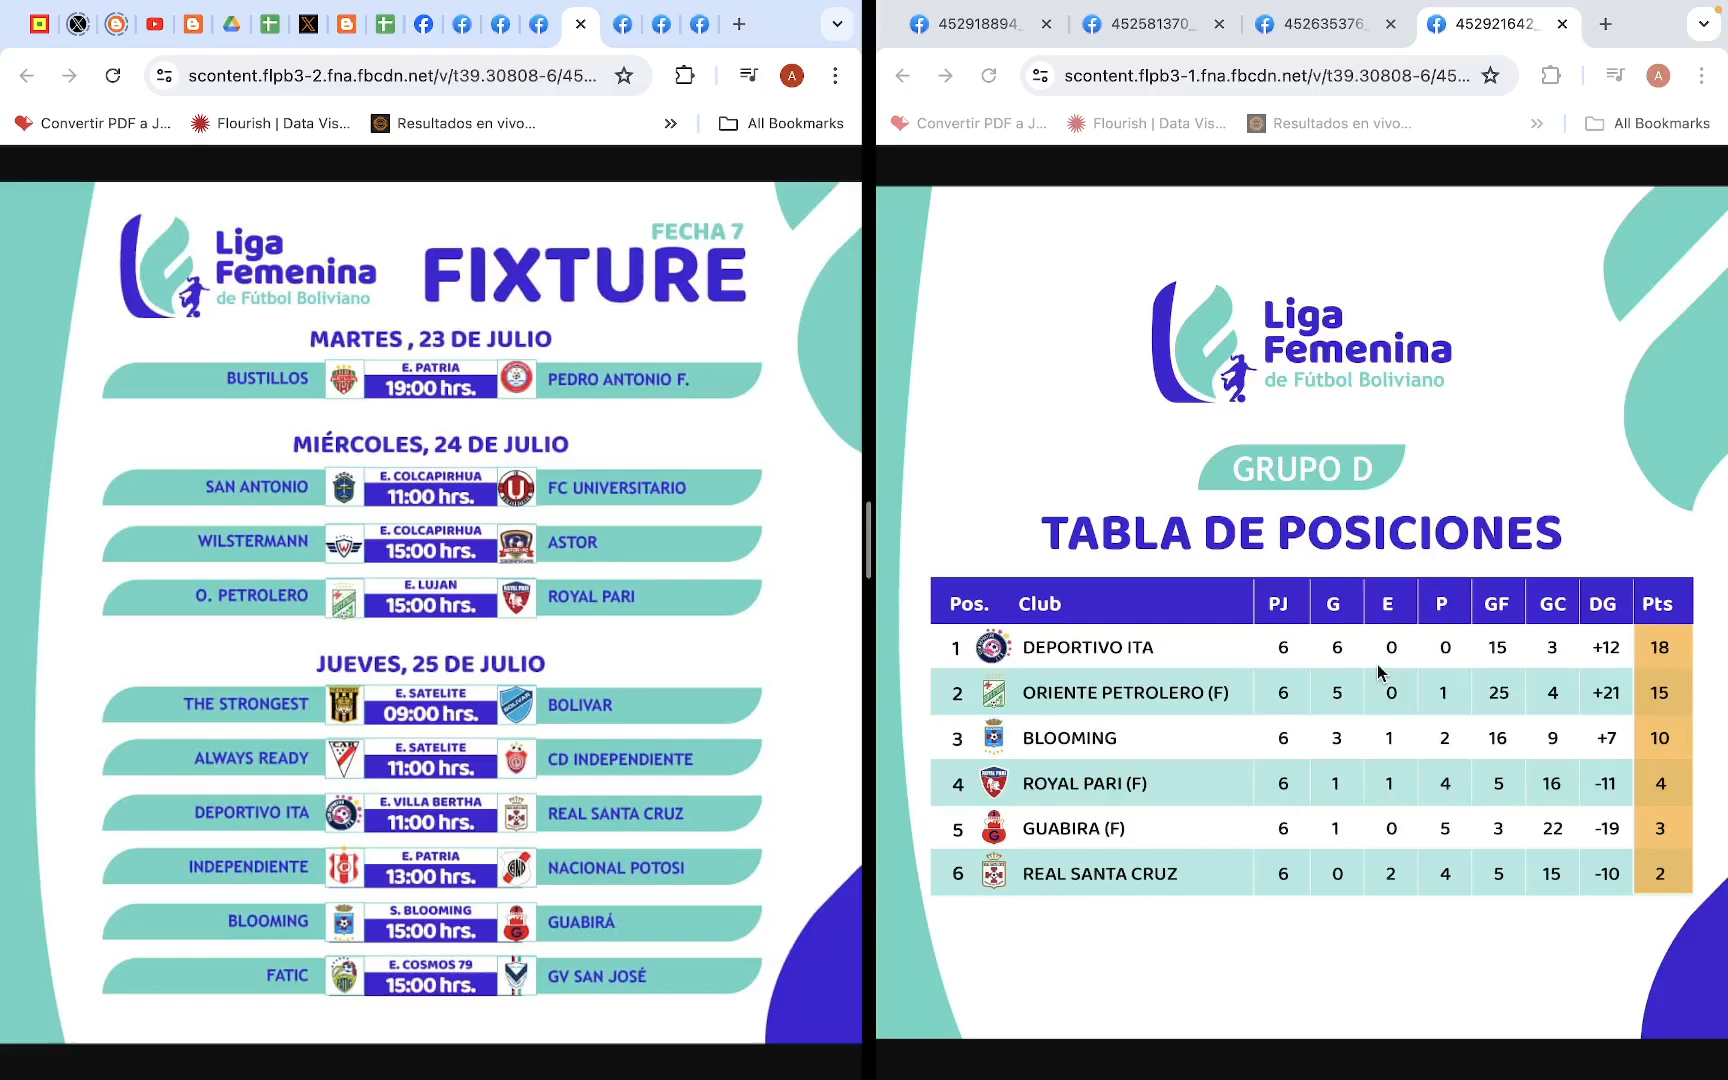 452918894_
452581370_
452635376_
452921642_
scontent.flpb3-2.fna.fbcdn.net/v/t39.30808-6/45...
A
scontent.flpb3-1.fna.fbcdn.net/v/t39.30808-6/45...
A
Convertir PDF a J...
Flourish | Data Vis...
Resultados en vivo...
All Bookmarks
Convertir PDF a J...
Flourish | Data Vis...
Resultados en vivo...
All Bookmarks
Liga
Femenina
de Fútbol Boliviano
FECHA 7
FIXTURE
MARTES , 23 DE JULIO
BUSTILLOS E. PATRIA 19:00 hrs. PEDRO ANTONIO F.
MIÉRCOLES, 24 DE JULIO
SAN ANTONIO E. COLCAPIRHUA 11:00 hrs. FC UNIVERSITARIO
WILSTERMANN E. COLCAPIRHUA 15:00 hrs. ASTOR
O. PETROLERO E. LUJAN 15:00 hrs. ROYAL PARI
JUEVES, 25 DE JULIO
THE STRONGEST E. SATELITE 09:00 hrs. BOLIVAR
ALWAYS READY E. SATELITE 11:00 hrs. CD INDEPENDIENTE
DEPORTIVO ITA E. VILLA BERTHA 11:00 hrs. REAL SANTA CRUZ
INDEPENDIENTE E. PATRIA 13:00 hrs. NACIONAL POTOSI
BLOOMING S. BLOOMING 15:00 hrs. GUABIRÁ
FATIC E. COSMOS 79 15:00 hrs. GV SAN JOSÉ
Liga
Femenina
de Fútbol Boliviano
GRUPO D
TABLA DE POSICIONES
Pos. Club PJ G E P GF GC DG Pts
1 DEPORTIVO ITA 6 6 0 0 15 3 +12 18
2 ORIENTE PETROLERO (F) 6 5 0 1 25 4 +21 15
3 BLOOMING 6 3 1 2 16 9 +7 10
4 ROYAL PARI (F) 6 1 1 4 5 16 -11 4
5 GUABIRA (F) 6 1 0 5 3 22 -19 3
6 REAL SANTA CRUZ 6 0 2 4 5 15 -10 2